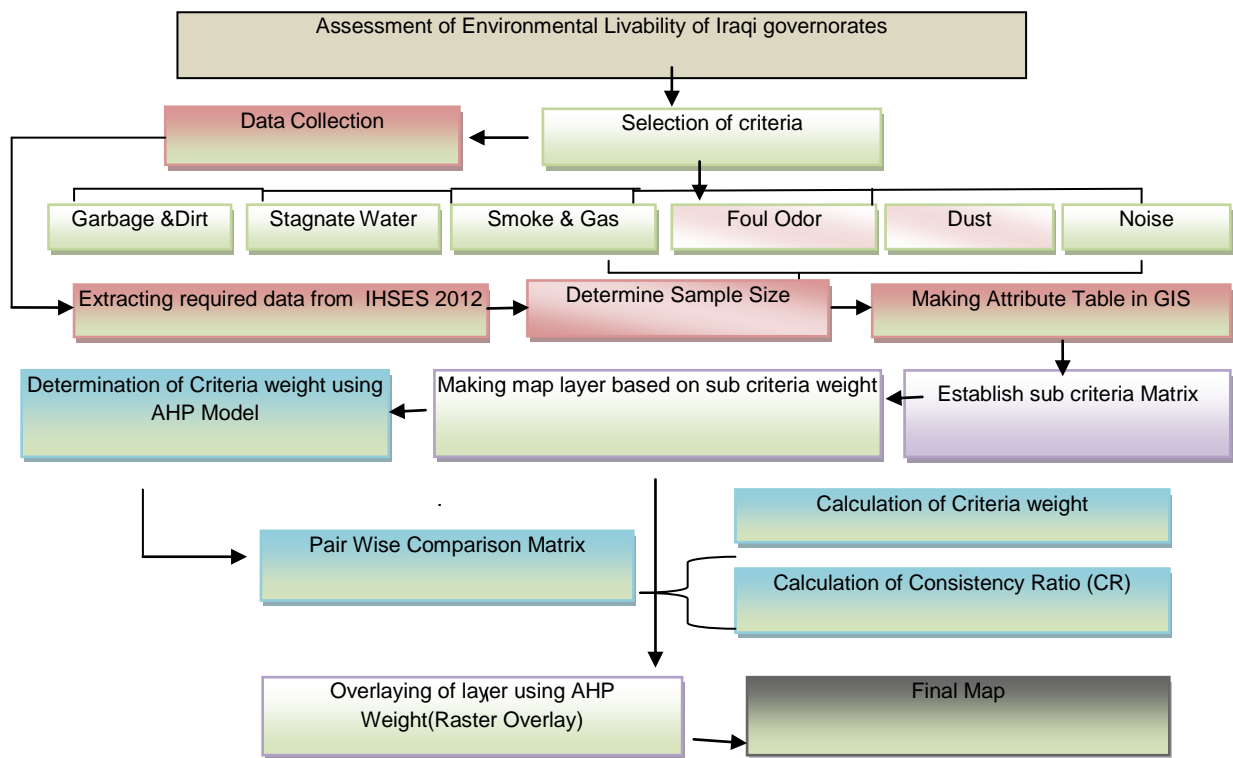 Assessment of Environmental Livability of Iraqi governorates
Data Collection
Selection of criteria
Garbage &Dirt
Stagnate Water
Smoke & Gas
Foul Odor
Dust
Noise
Extracting required data from IHSES 2012
Determine Sample Size
Making Attribute Table in GIS
Determination of Criteria weight using
AHP Model
Making map layer based on sub criteria weight
Establish sub criteria Matrix
Calculation of Criteria weight
Pair Wise Comparison Matrix
Calculation of Consistency Ratio (CR)
Overlaying of layer using AHP
Weight(Raster Overlay)
Final Map